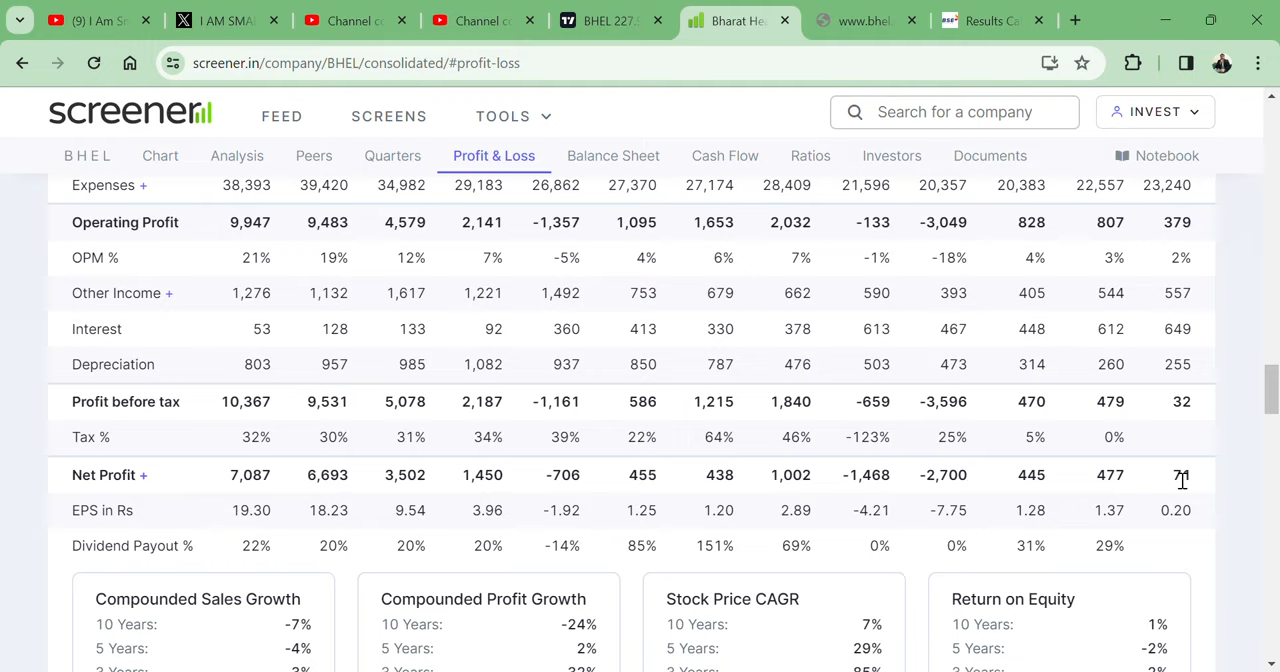 (4) I Am Sm
I AM SMA
Channel co
Channel co
BHEL 227.
Bharat He
www.bhel.
Results Ca
screener.in/company/BHEL/consolidated/#profit-loss
screener
FEED
SCREENS
TOOLS
Search for a company
INVEST
BHEL Chart Analysis Peers Quarters Profit & Loss Balance Sheet Cash Flow Ratios Investors Documents Notebook
Expenses + 38,393 39,420 34,982 29,183 26,862 27,370 27,174 28,409 21,596 20,357 20,383 22,557 23,240
Operating Profit 9,947 9,483 4,579 2,141 -1,357 1,095 1,653 2,032 -133 -3,049 828 807 379
OPM % 21% 19% 12% 7% -5% 4% 6% 7% -1% -18% 4% 3% 2%
Other Income + 1,276 1,132 1,617 1,221 1,492 753 679 662 590 393 405 544 557
Interest 53 128 133 92 360 413 330 378 613 467 448 612 649
Depreciation 803 957 985 1,082 937 850 787 476 503 473 314 260 255
Profit before tax 10,367 9,531 5,078 2,187 -1,161 586 1,215 1,840 -659 -3,596 470 479 32
Tax % 32% 30% 31% 34% 39% 22% 64% 46% -123% 25% 5% 0%
Net Profit + 7,087 6,693 3,502 1,450 -706 455 438 1,002 -1,468 -2,700 445 477
EPS in Rs 19.30 18.23 9.54 3.96 -1.92 1.25 1.20 2.89 -4.21 -7.75 1.28 1.37 0.20
Dividend Payout % 22% 20% 20% 20% -14% 85% 151% 69% 0% 0% 31% 29%
Compounded Sales Growth
10 Years: -7%
5 Years: -4%
Compounded Profit Growth
10 Years: -24%
5 Years: 2%
Stock Price CAGR
10 Years: 7%
5 Years: 29%
Return on Equity
10 Years: 1%
5 Years: -2%